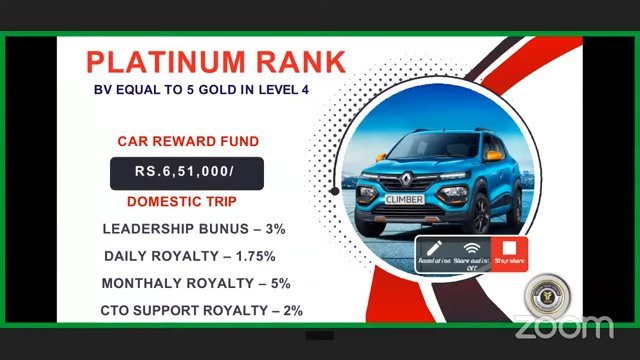 PLATINUM RANK
BV EQUAL TO 5 GOLD IN LEVEL 4
CAR REWARD FUND
RS.6,51,000/
DOMESTIC TRIP
LEADERSHIP BUNUS – 3%
DAILY ROYALTY – 1.75%
MONTHALY ROYALTY – 5%
CTO SUPPORT ROYALTY – 2%
CLIMBER
Annotation
Share audio: Off
Stop share
zoom